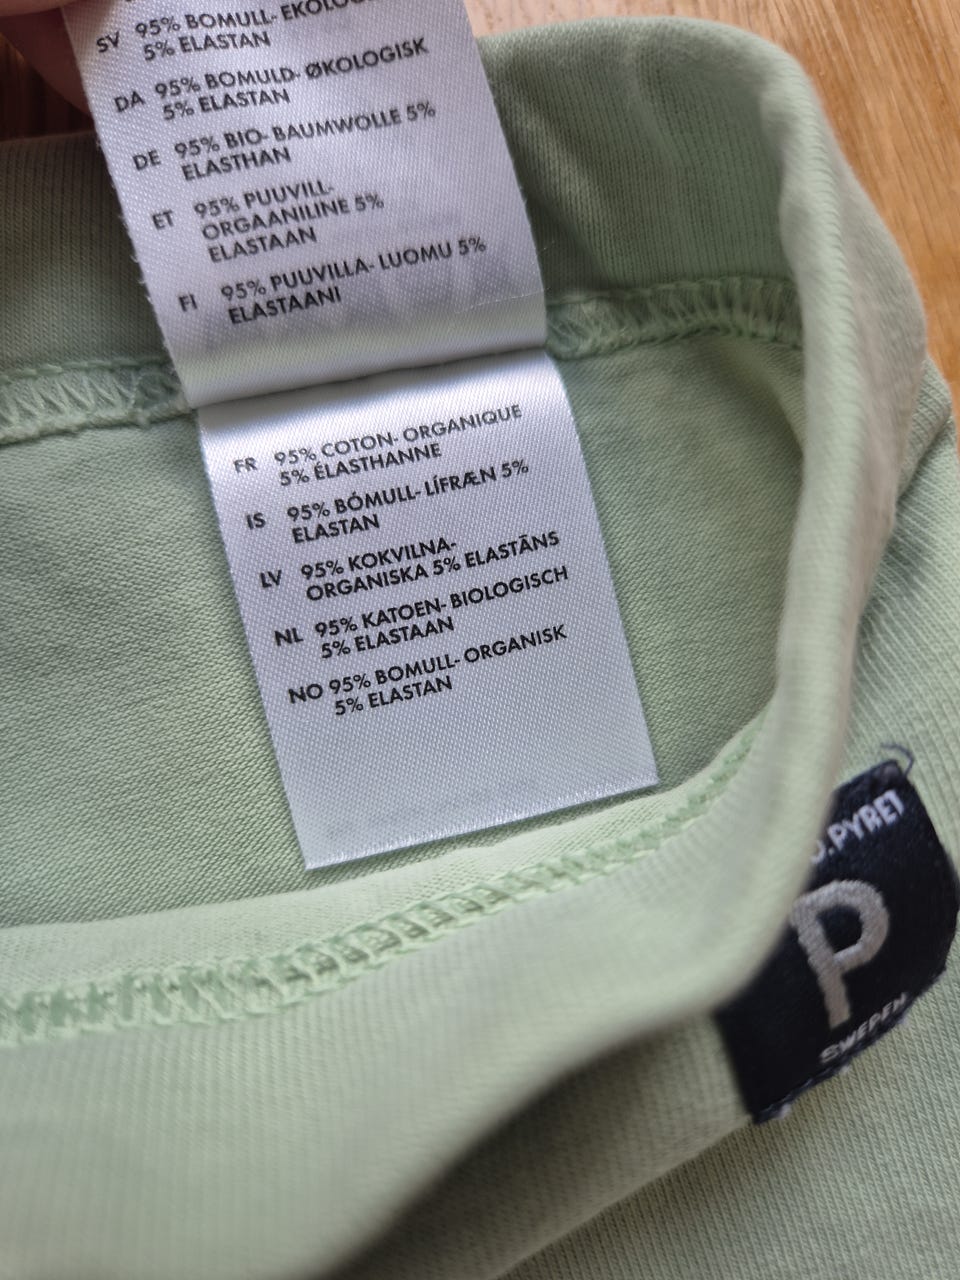 SV 95% BOMULL-
5% ELASTAN
DA 95% BOMULD- ØKOLOGISK
5% ELASTAN
DE 95% BIO- BAUMWOLLE 5%
ELASTHAN
ET 95% PUUVILL-
ORGAANILINE 5%
ELASTAAN
FI 95% PUUVILLA- LUOMU 5%
ELASTAANI
FR 95% COTON- ORGANIQUE
5% ÉLASTHANNE
IS 95% BÓMULL- LÍFRÆN 5%
ELASTAN
LV 95% KOKVILNA-
ORGANISKA 5% ELASTĀNS
NL 95% KATOEN- BIOLOGISCH
5% ELASTAAN
NO 95% BOMULL- ORGANISK
5% ELASTAN
PYRET
P
SWEDEN